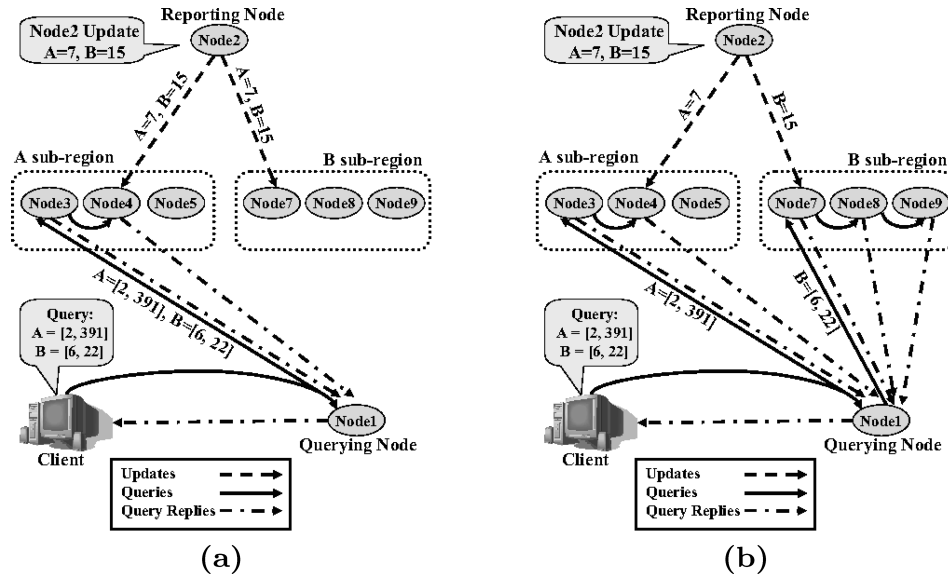 Reporting Node
Node2 Update
A=7, B=15
Node2
A=7, B=15
A=7, B=15
A sub-region
B sub-region
Node3
Node4
Node5
Node7
Node8
Node9
A=[2, 391], B=[6, 22]
Query:
A = [2, 391]
B = [6, 22]
Node1
Client
Querying Node
Updates
Queries
Query Replies
(a)
Reporting Node
Node2 Update
A=7, B=15
Node2
A=7
B=15
A sub-region
B sub-region
Node3
Node4
Node5
Node7
Node8
Node9
A=[2, 391]
B=[6, 22]
Query:
A = [2, 391]
B = [6, 22]
Node1
Client
Querying Node
Updates
Queries
Query Replies
(b)